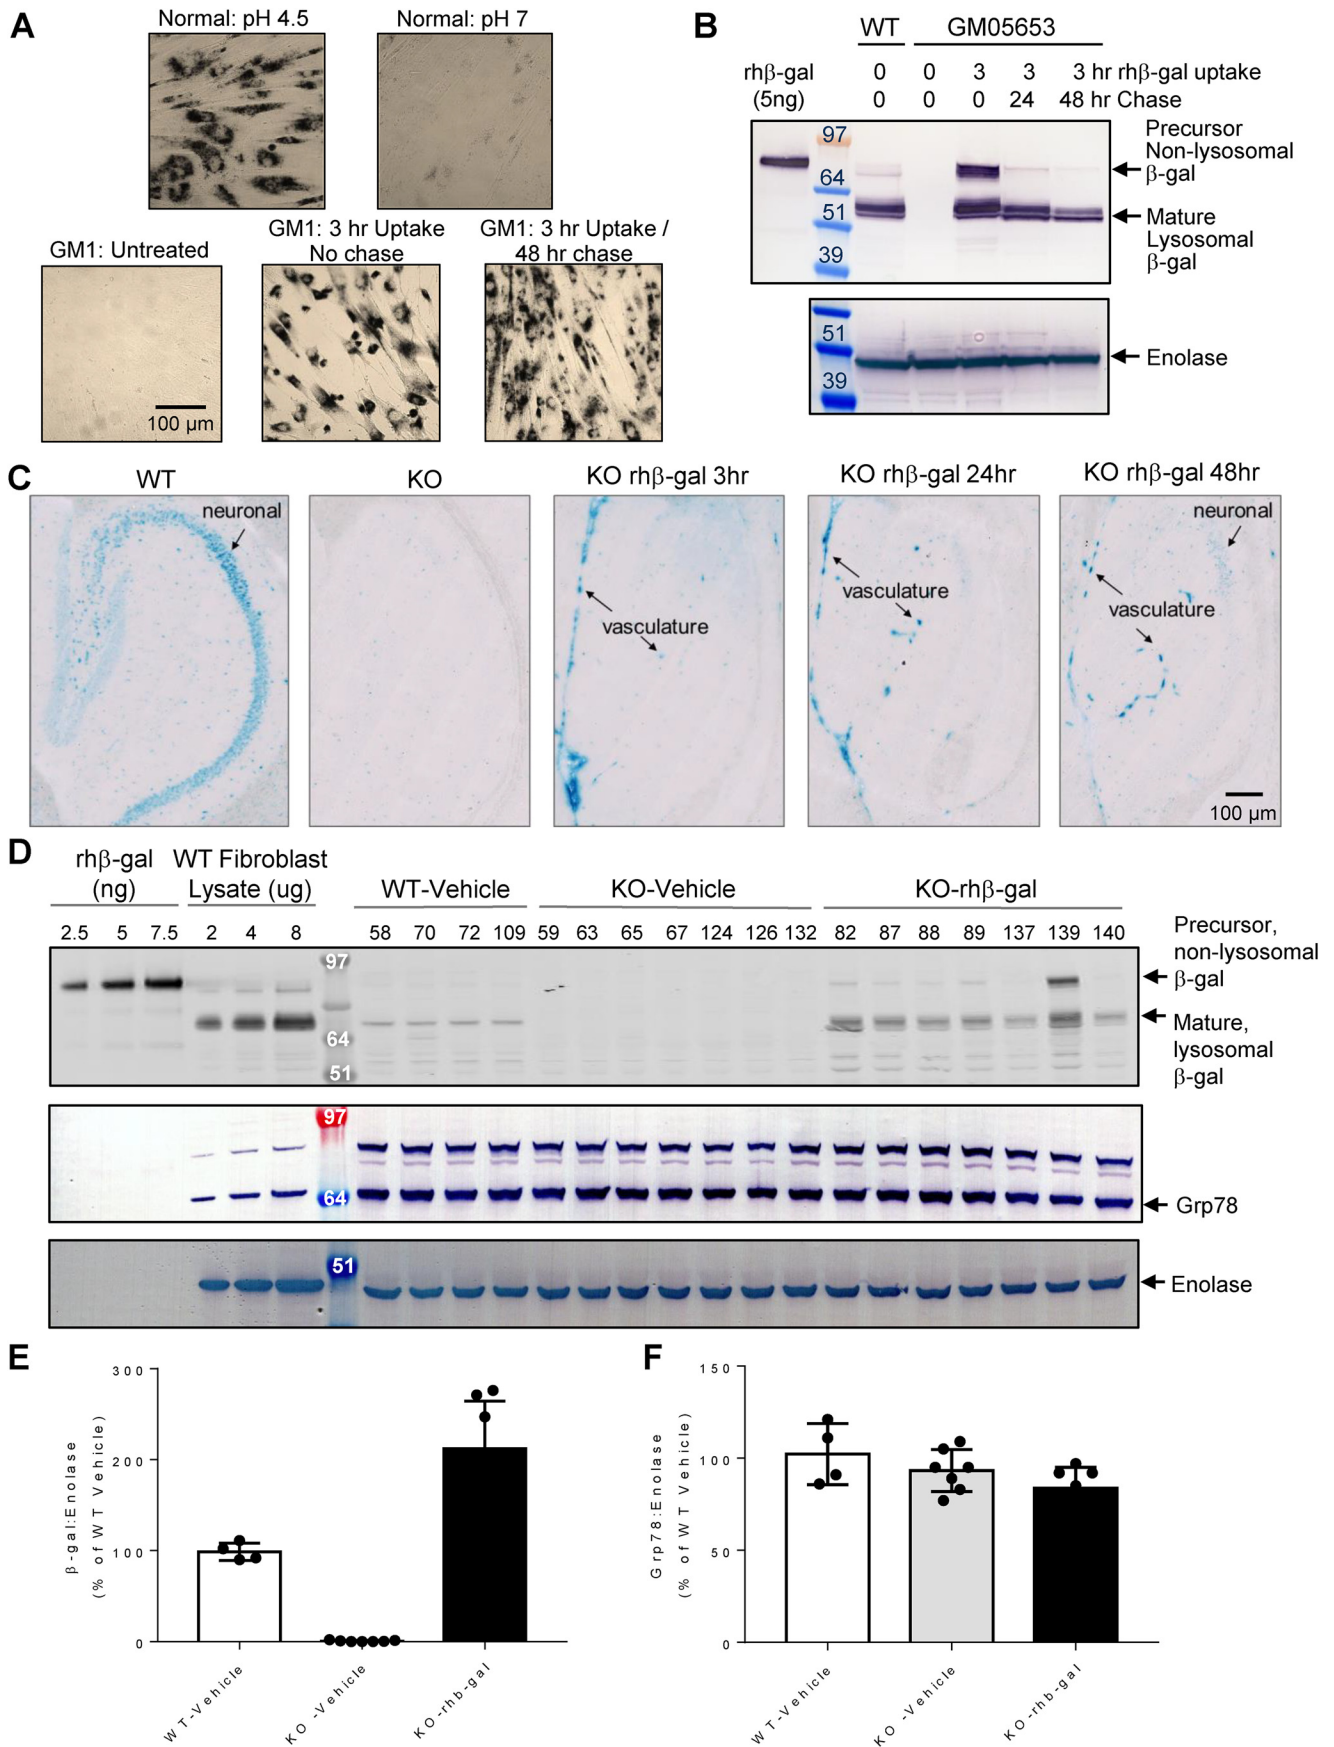 A
Normal: pH 4.5
Normal: pH 7
GM1: Untreated
GM1: 3 hr Uptake
No chase
GM1: 3 hr Uptake /
48 hr chase
100 µm
B
WT
GM05653
rhβ-gal
(5ng)
0 0 3 3 3 hr rhβ-gal uptake
0 0 0 24 48 hr Chase
97
64
51
39
Precursor
Non-lysosomal
β-gal
Mature
Lysosomal
β-gal
51
39
Enolase
C
WT
KO
KO rhβ-gal 3hr
KO rhβ-gal 24hr
KO rhβ-gal 48hr
neuronal
vasculature
vasculature
neuronal
vasculature
100 µm
D
rhβ-gal
(ng)
WT Fibroblast
Lysate (ug)
WT-Vehicle
KO-Vehicle
KO-rhβ-gal
2.5 5 7.5 2 4 8 58 70 72 109 59 63 65 67 124 126 132 82 87 88 89 137 139 140
97
64
51
Precursor,
non-lysosomal
β-gal
Mature,
lysosomal
β-gal
97
64
Grp78
51
Enolase
E
β-gal:Enolase
(% of WT Vehicle)
300
200
100
0
WT-Vehicle
KO-Vehicle
KO-rhb-gal
F
Grp78:Enolase
(% of WT Vehicle)
150
100
50
0
WT-Vehicle
KO-Vehicle
KO-rhb-gal